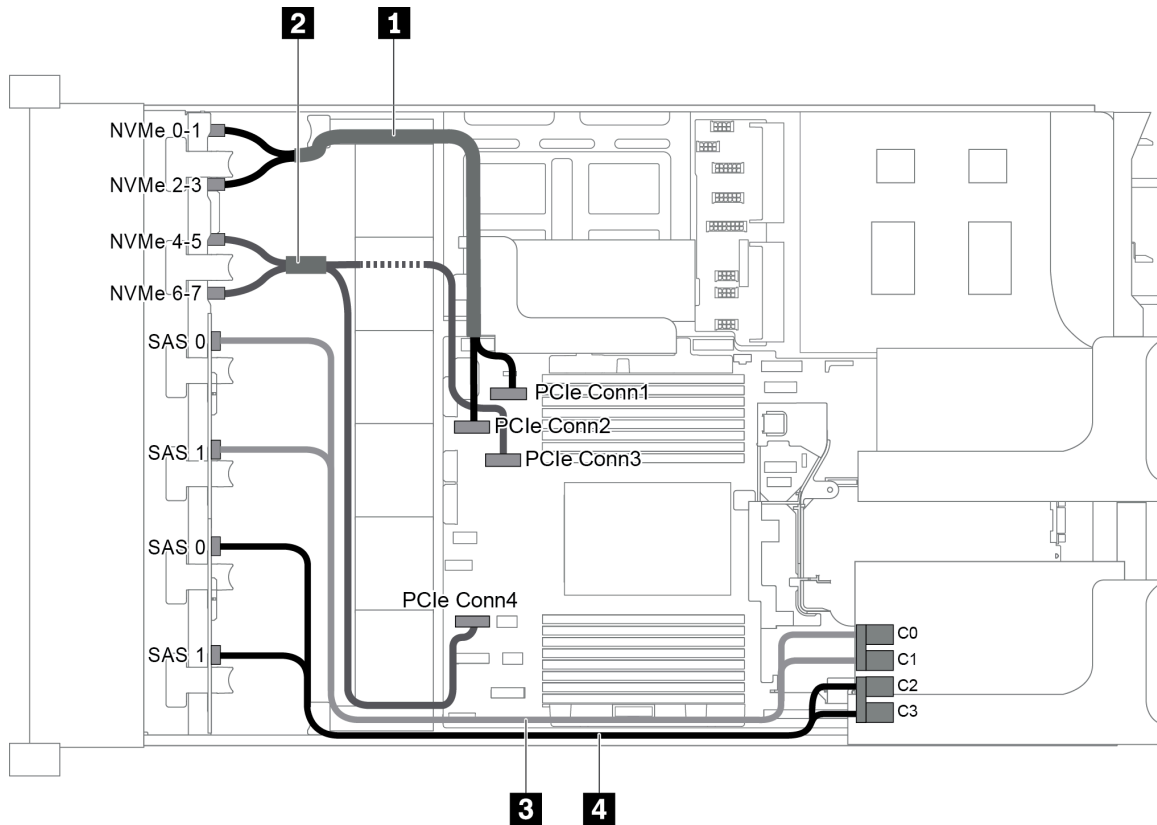 2
1
NVMe 0-1
NVMe 2-3
NVMe 4-5
NVMe 6-7
SAS 0
PCIe Conn1
PCIe Conn2
SAS 1
PCIe Conn3
SAS 0
PCIe Conn4
C0
SAS 1
C1
C2
C3
3
4